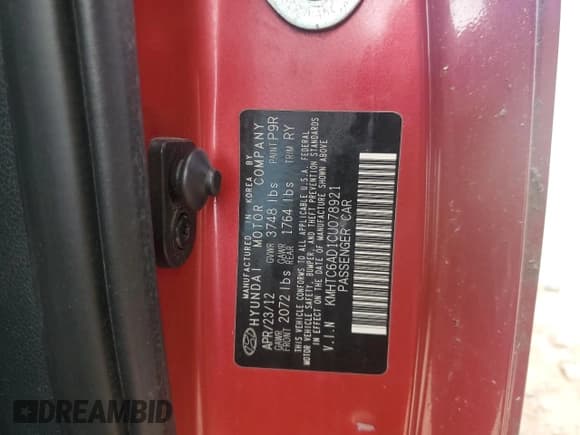 MANUFACTURED IN KOREA BY
HYUNDAI MOTOR COMPANY
APR/23/12 GVWR 3748 lbs PAINT P9R
GAWR FRONT 2072 lbs GAWR REAR 1764 lbs TRIM RY
THIS VEHICLE CONFORMS TO ALL APPLICABLE U.S.A. FEDERAL
MOTOR VEHICLE SAFETY, BUMPER, AND THEFT PREVENTION STANDARDS
IN EFFECT ON THE DATE OF MANUFACTURE SHOWN ABOVE
V.I.N KMHTC6AD1CU078921
PASSENGER CAR
DREAMBID